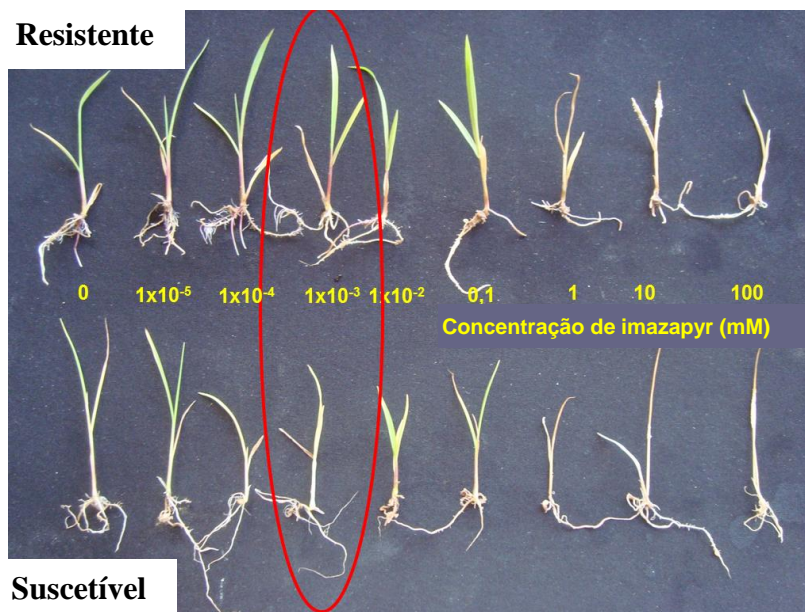 Resistente
0 1x10⁻⁵ 1x10⁻⁴ 1x10⁻³ 1x10⁻² 0,1 1 10 100
Concentração de imazapyr (mM)
Suscetível